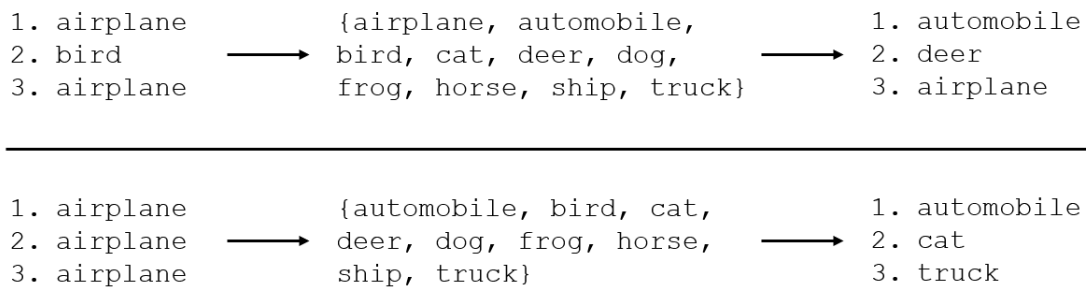 1. airplane
2. bird
3. airplane
{airplane, automobile,
bird, cat, deer, dog,
frog, horse, ship, truck}
1. automobile
2. deer
3. airplane
1. airplane
2. airplane
3. airplane
{automobile, bird, cat,
deer, dog, frog, horse,
ship, truck}
1. automobile
2. cat
3. truck